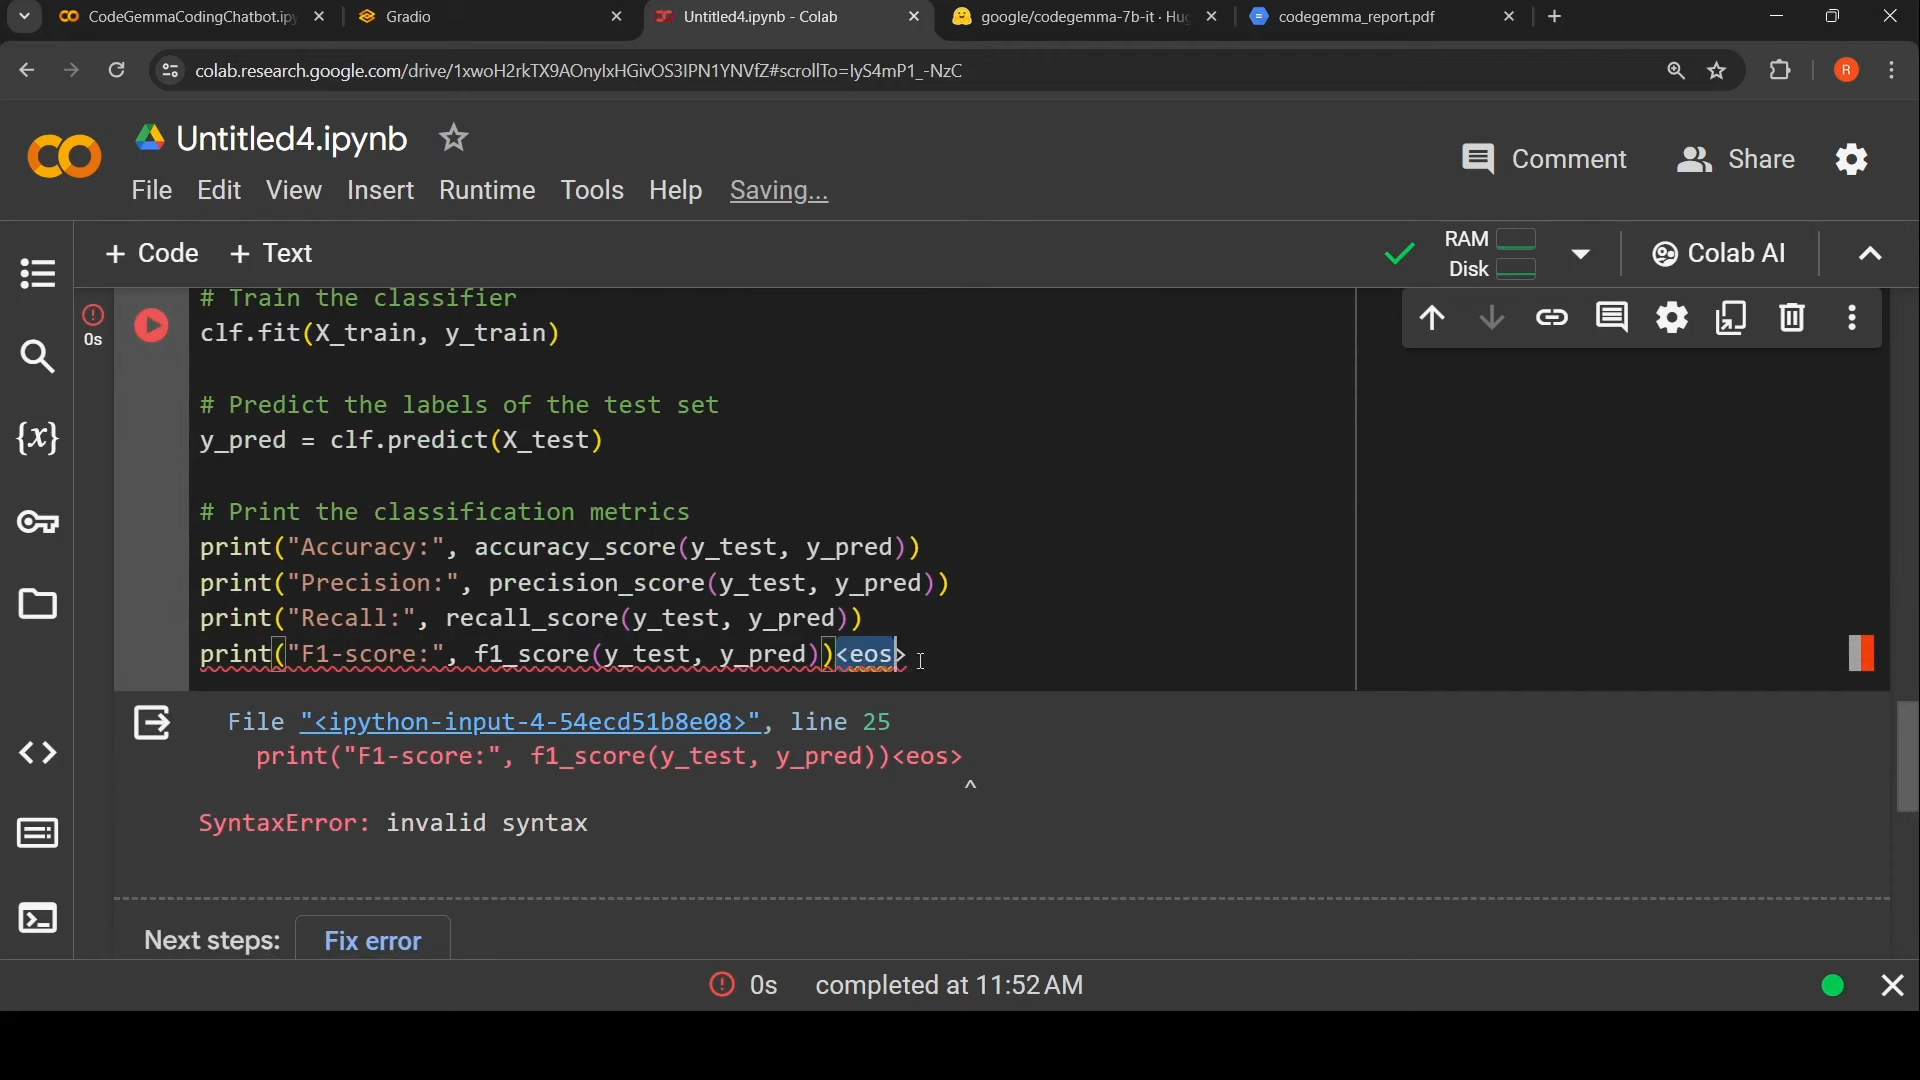 CodeGemmaCodingChatbot.ipy
Gradio
Untitled4.ipynb - Colab
google/codegemma-7b-it · Hug
codegemma_report.pdf
colab.research.google.com/drive/1xwoH2rkTX9AOnylxHGivOS3IPN1YNVfZ#scrollTo=IyS4mP1_-NzC
R
Untitled4.ipynb
Comment
Share
File Edit View Insert Runtime Tools Help Saving...
+ Code + Text
RAM
Disk
Colab AI
0s
# Train the classifier
clf.fit(X_train, y_train)
# Predict the labels of the test set
y_pred = clf.predict(X_test)
# Print the classification metrics
print("Accuracy:", accuracy_score(y_test, y_pred))
print("Precision:", precision_score(y_test, y_pred))
print("Recall:", recall_score(y_test, y_pred))
print("F1-score:", f1_score(y_test, y_pred))<eos>
File "<ipython-input-4-54ecd51b8e08>", line 25
print("F1-score:", f1_score(y_test, y_pred))<eos>
^
SyntaxError: invalid syntax
Next steps: Fix error
0s completed at 11:52 AM